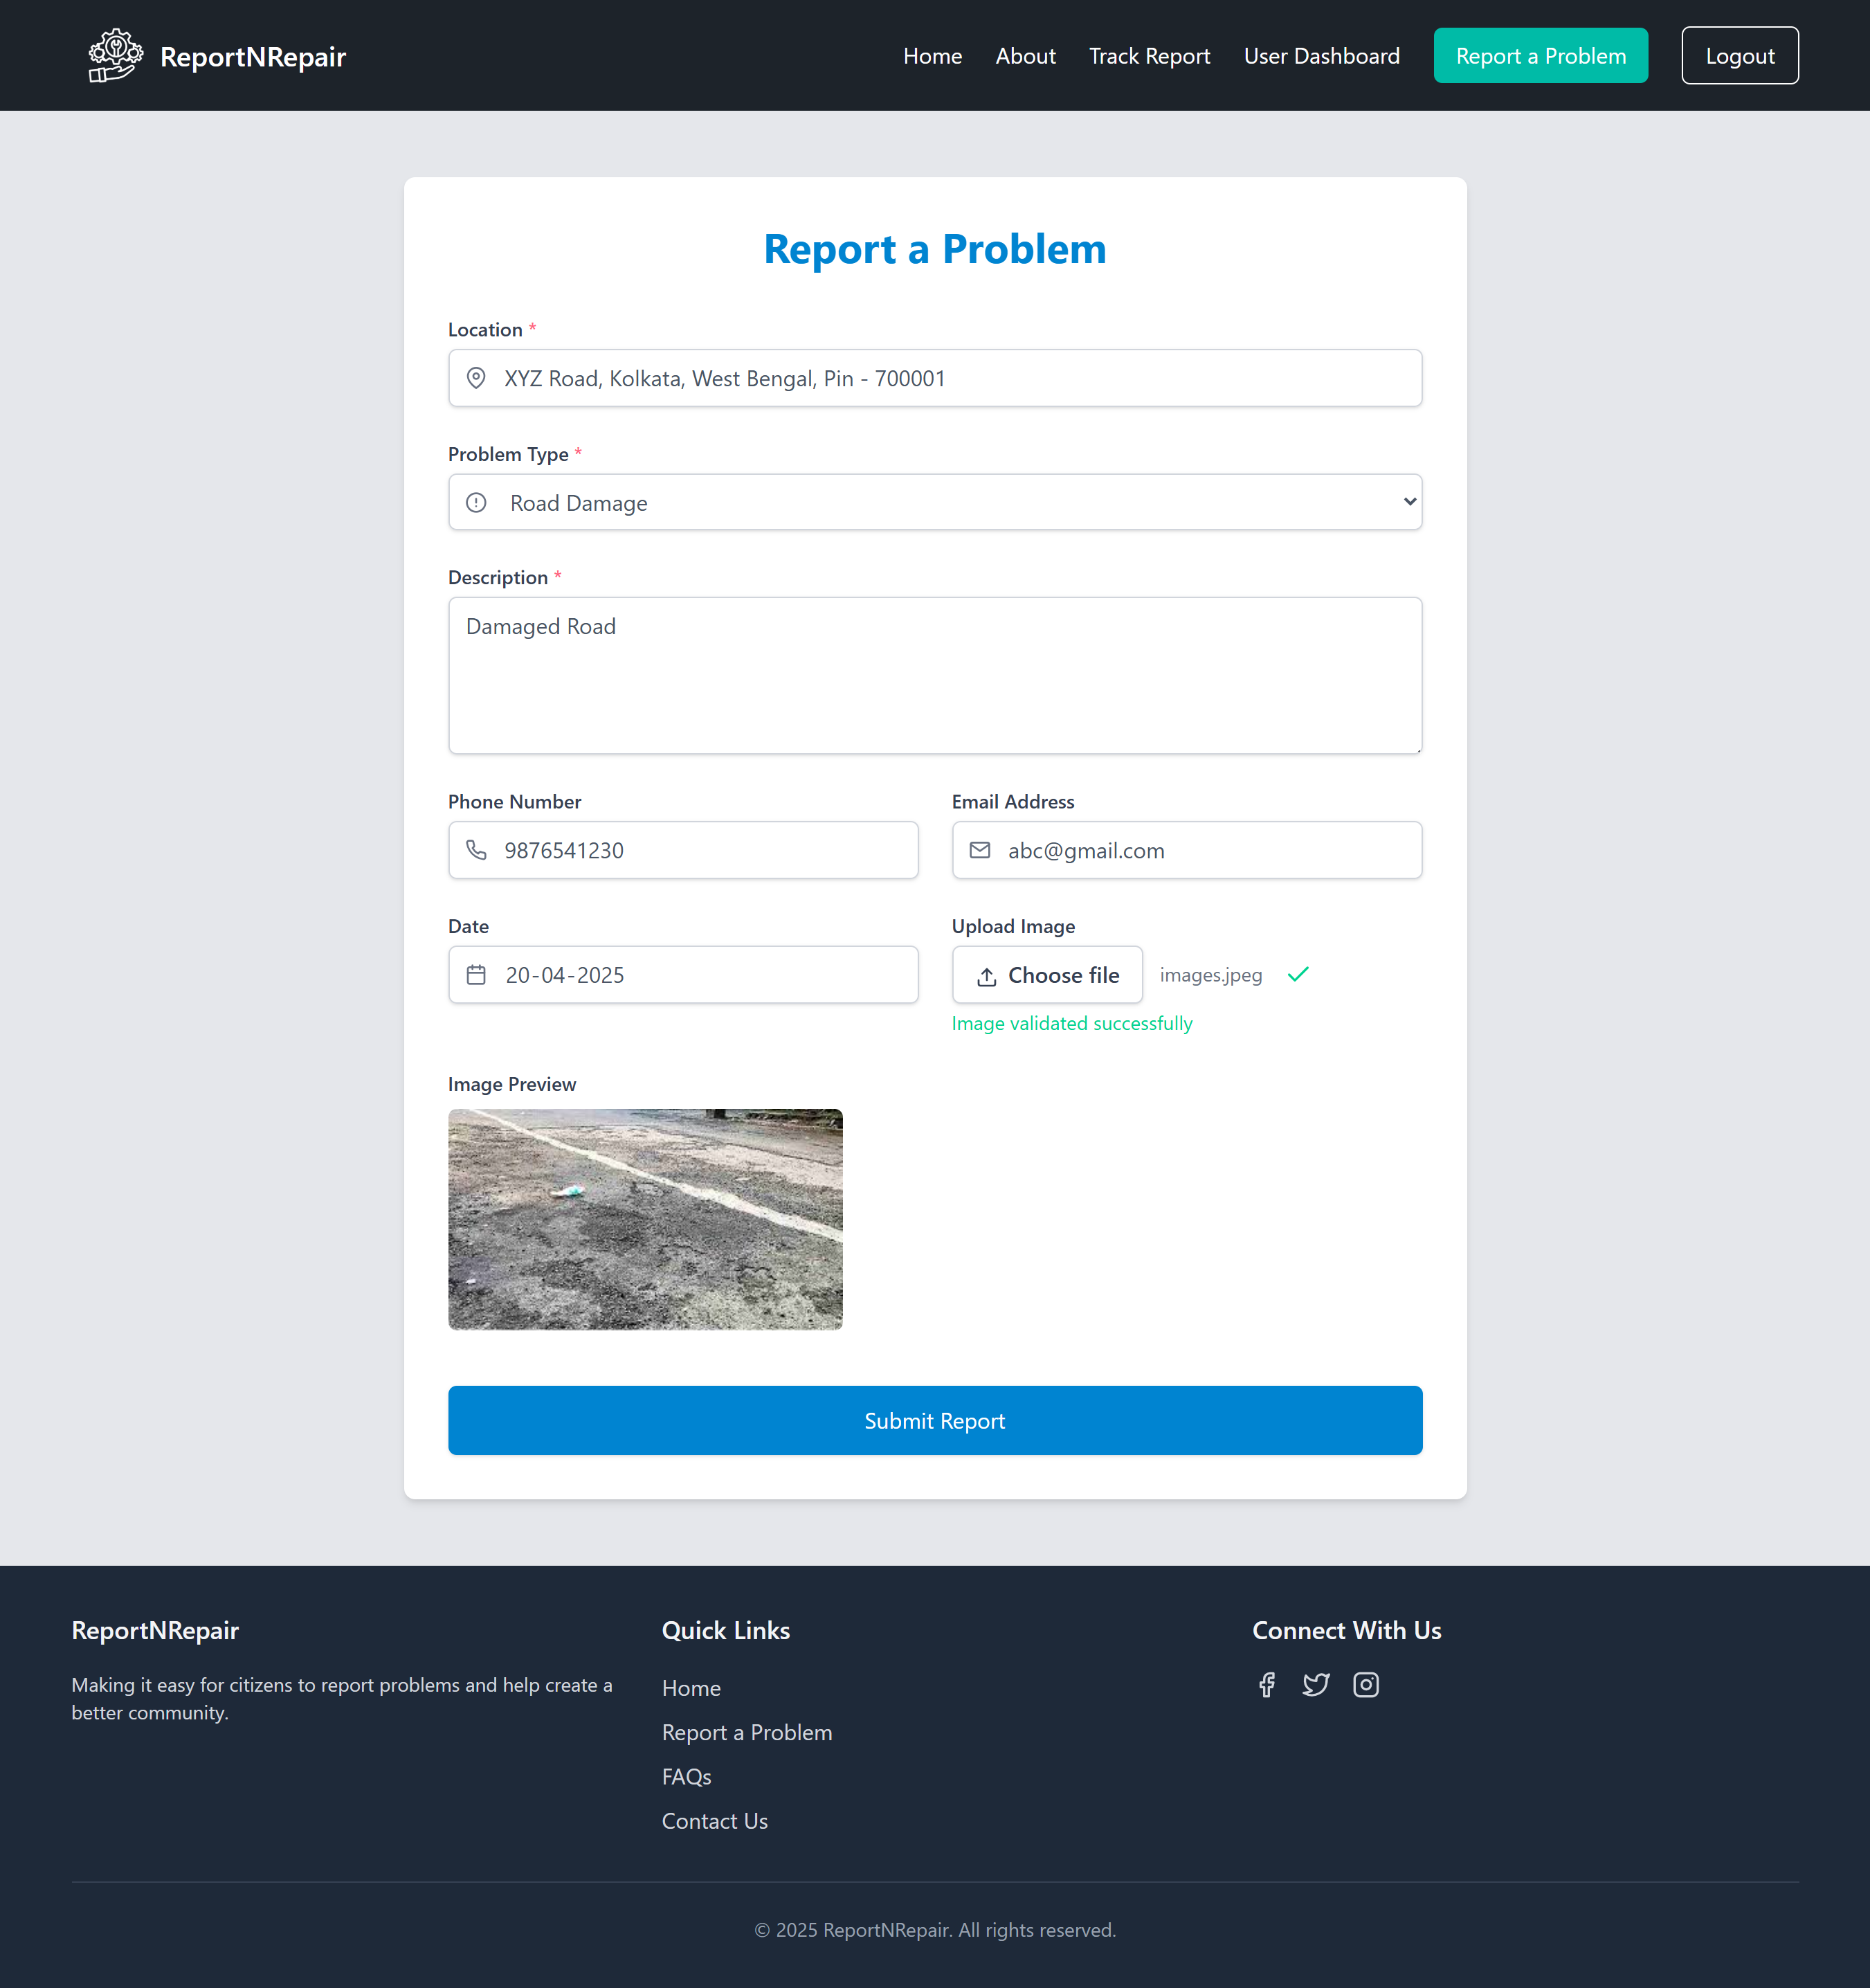 ReportNRepair
Home
About
Track Report
User Dashboard
Report a Problem
Logout
Report a Problem
Location *
XYZ Road, Kolkata, West Bengal, Pin - 700001
Problem Type *
Road Damage
Description *
Damaged Road
Phone Number
Email Address
9876541230
abc@gmail.com
Date
Upload Image
20-04-2025
Choose file
images.jpeg
Image validated successfully
Image Preview
Submit Report
ReportNRepair
Making it easy for citizens to report problems and help create a
better community.
Quick Links
Home
Report a Problem
FAQs
Contact Us
Connect With Us
© 2025 ReportNRepair. All rights reserved.